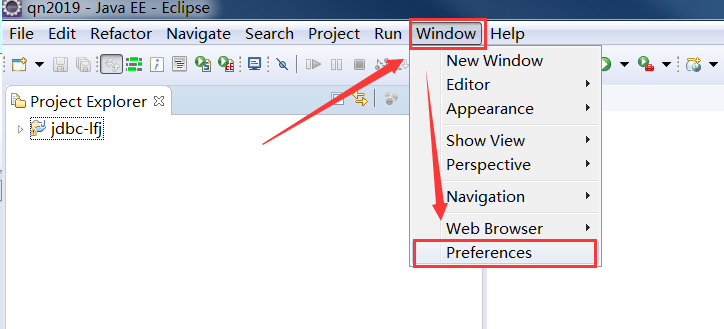 qn2019 - Java EE - Eclipse
File Edit Refactor Navigate Search Project Run Window Help
New Window
Editor
Appearance
Show View
Perspective
Navigation
Web Browser
Preferences
Project Explorer
jdbc-lfj